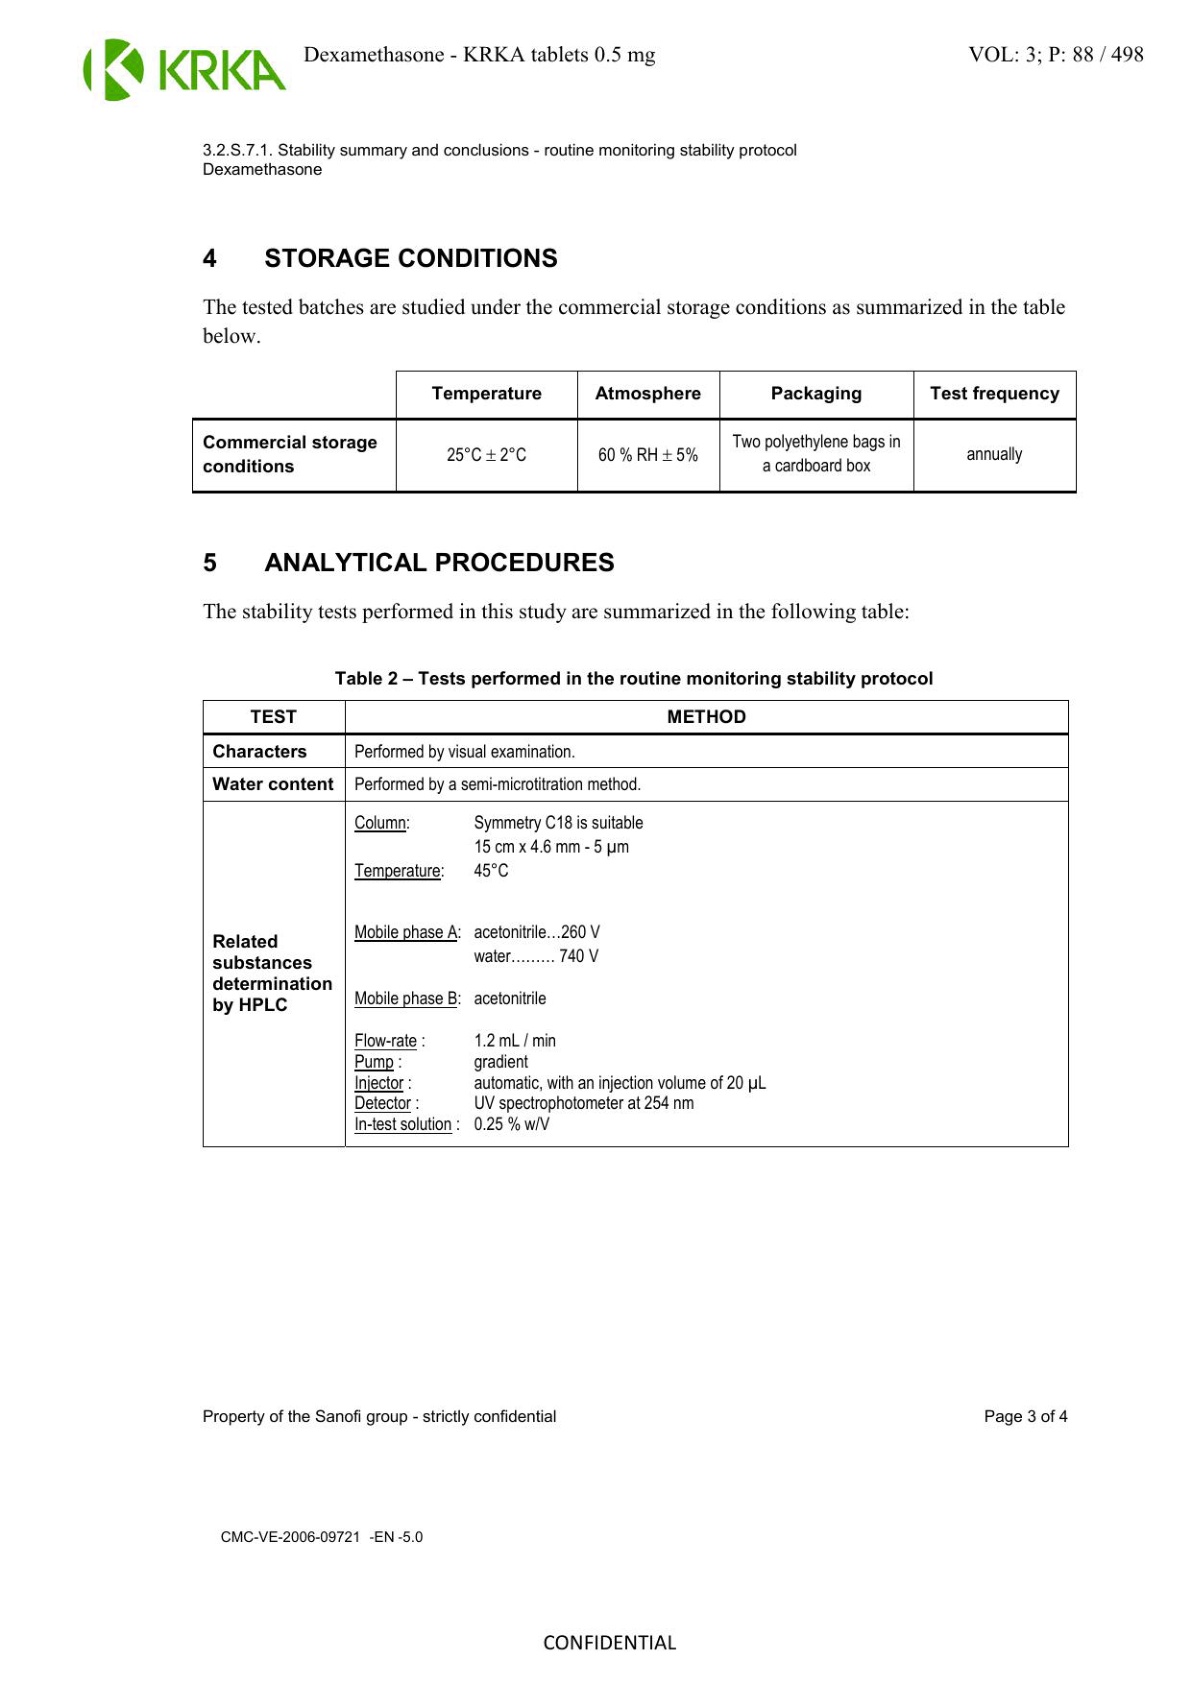 KRKA
Dexamethasone - KRKA tablets 0.5 mg
VOL: 3; P: 88 / 498
3.2.S.7.1. Stability summary and conclusions - routine monitoring stability protocol
Dexamethasone
4 STORAGE CONDITIONS
The tested batches are studied under the commercial storage conditions as summarized in the table
below.
Temperature Atmosphere Packaging Test frequency
Commercial storage
conditions
25°C ± 2°C
60 % RH ± 5%
Two polyethylene bags in
a cardboard box
annually
5 ANALYTICAL PROCEDURES
The stability tests performed in this study are summarized in the following table:
Table 2 – Tests performed in the routine monitoring stability protocol
TEST METHOD
Characters Performed by visual examination.
Water content Performed by a semi-microtitration method.
Related
substances
determination
by HPLC
Column: Symmetry C18 is suitable
15 cm x 4.6 mm - 5 µm
Temperature: 45°C
Mobile phase A: acetonitrile…260 V
water……… 740 V
Mobile phase B: acetonitrile
Flow-rate : 1.2 mL / min
Pump : gradient
Injector : automatic, with an injection volume of 20 µL
Detector : UV spectrophotometer at 254 nm
In-test solution : 0.25 % w/V
Property of the Sanofi group - strictly confidential
Page 3 of 4
CMC-VE-2006-09721 -EN -5.0
CONFIDENTIAL